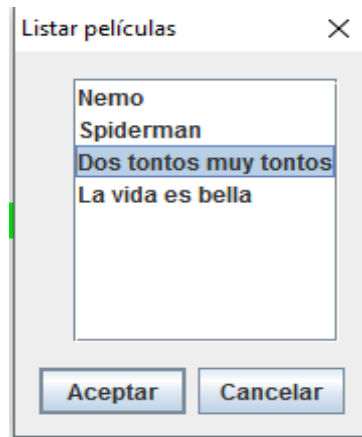 Listar películas
Nemo
Spiderman
Dos tontos muy tontos
La vida es bella
Aceptar
Cancelar